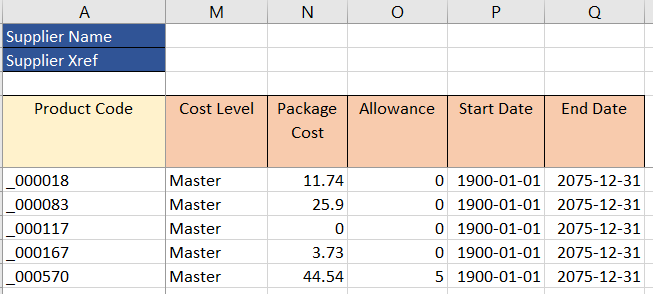 A M N O P Q
Supplier Name
Supplier Xref
Product Code Cost Level Package Allowance Start Date End Date
Cost
_000018 Master 11.74 0 1900-01-01 2075-12-31
_000083 Master 25.9 0 1900-01-01 2075-12-31
_000117 Master 0 0 1900-01-01 2075-12-31
_000167 Master 3.73 0 1900-01-01 2075-12-31
_000570 Master 44.54 5 1900-01-01 2075-12-31